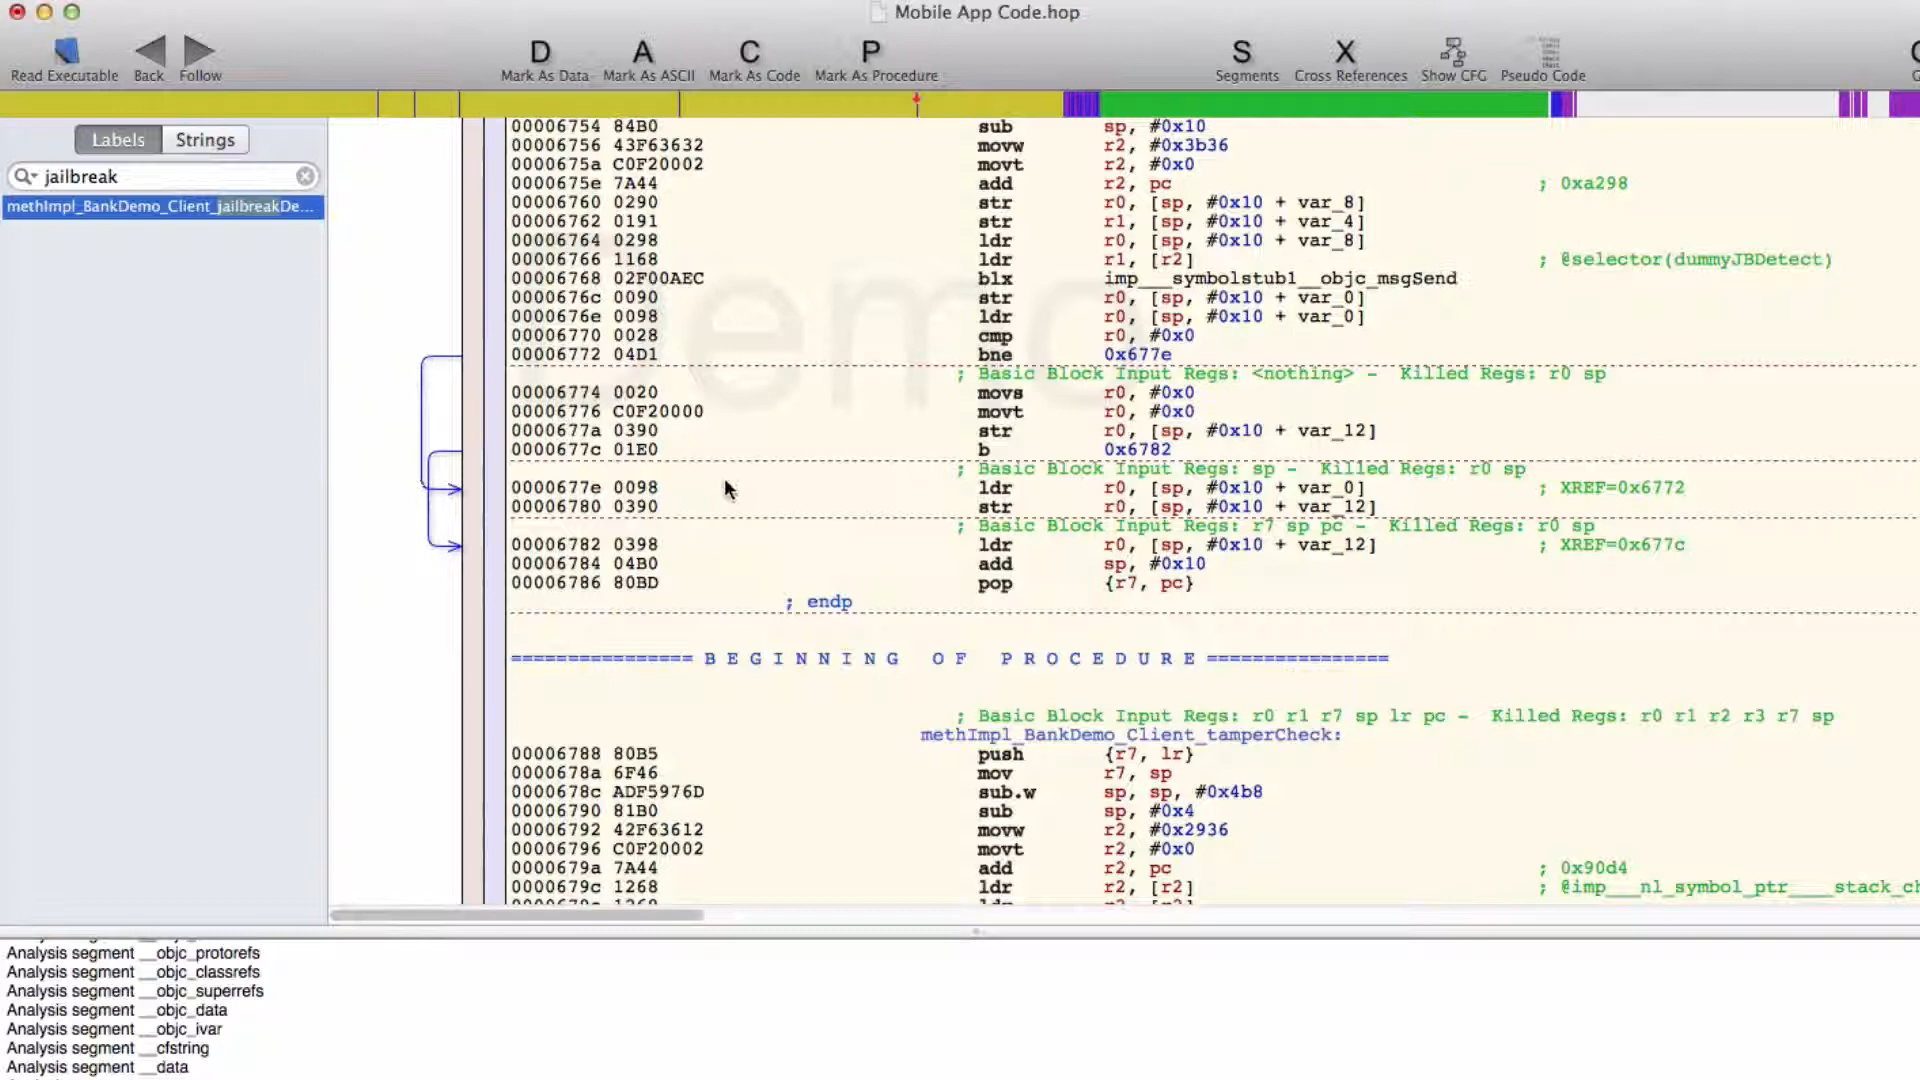 Mobile App Code.hop
D A C P S X
Read Executable Back Follow Mark As Data Mark As ASCII Mark As Code Mark As Procedure Segments Cross References Show CFG Pseudo Code
Labels Strings
jailbreak
methImpl_BankDemo_Client_jailbreakDe...
Demo
00006754 84B0 sub sp, #0x10
00006756 43F63632 movw r2, #0x3b36
0000675a C0F20002 movt r2, #0x0
0000675e 7A44 add r2, pc ; 0xa298
00006760 0290 str r0, [sp, #0x10 + var_8]
00006762 0191 str r1, [sp, #0x10 + var_4]
00006764 0298 ldr r0, [sp, #0x10 + var_8]
00006766 1168 ldr r1, [r2] ; @selector(dummyJBDetect)
00006768 02F00AEC blx imp___symbolstub1__objc_msgSend
0000676c 0090 str r0, [sp, #0x10 + var_0]
0000676e 0098 ldr r0, [sp, #0x10 + var_0]
00006770 0028 cmp r0, #0x0
00006772 04D1 bne 0x677e
; Basic Block Input Regs: <nothing> - Killed Regs: r0 sp
00006774 0020 movs r0, #0x0
00006776 C0F20000 movt r0, #0x0
0000677a 0390 str r0, [sp, #0x10 + var_12]
0000677c 01E0 b 0x6782
; Basic Block Input Regs: sp - Killed Regs: r0 sp
0000677e 0098 ldr r0, [sp, #0x10 + var_0] ; XREF=0x6772
00006780 0390 str r0, [sp, #0x10 + var_12]
; Basic Block Input Regs: r7 sp pc - Killed Regs: r0 sp
00006782 0398 ldr r0, [sp, #0x10 + var_12] ; XREF=0x677c
00006784 04B0 add sp, #0x10
00006786 80BD pop {r7, pc}
; endp
================ B E G I N N I N G   O F   P R O C E D U R E ================
; Basic Block Input Regs: r0 r1 r7 sp lr pc - Killed Regs: r0 r1 r2 r3 r7 sp
methImpl_BankDemo_Client_tamperCheck:
00006788 80B5 push {r7, lr}
0000678a 6F46 mov r7, sp
0000678c ADF5976D sub.w sp, sp, #0x4b8
00006790 81B0 sub sp, #0x4
00006792 42F63612 movw r2, #0x2936
00006796 C0F20002 movt r2, #0x0
0000679a 7A44 add r2, pc ; 0x90d4
0000679c 1268 ldr r2, [r2] ; @imp___nl_symbol_ptr____stack_ch
Analysis segment __objc_protorefs
Analysis segment __objc_classrefs
Analysis segment __objc_superrefs
Analysis segment __objc_data
Analysis segment __objc_ivar
Analysis segment __cfstring
Analysis segment __data